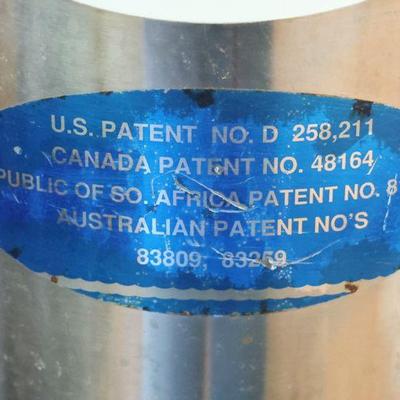 U.S. PATENT NO. D 258,211
CANADA PATENT NO. 48164
PUBLIC OF SO. AFRICA PATENT NO. 8
AUSTRALIAN PATENT NO'S
83809, 83259